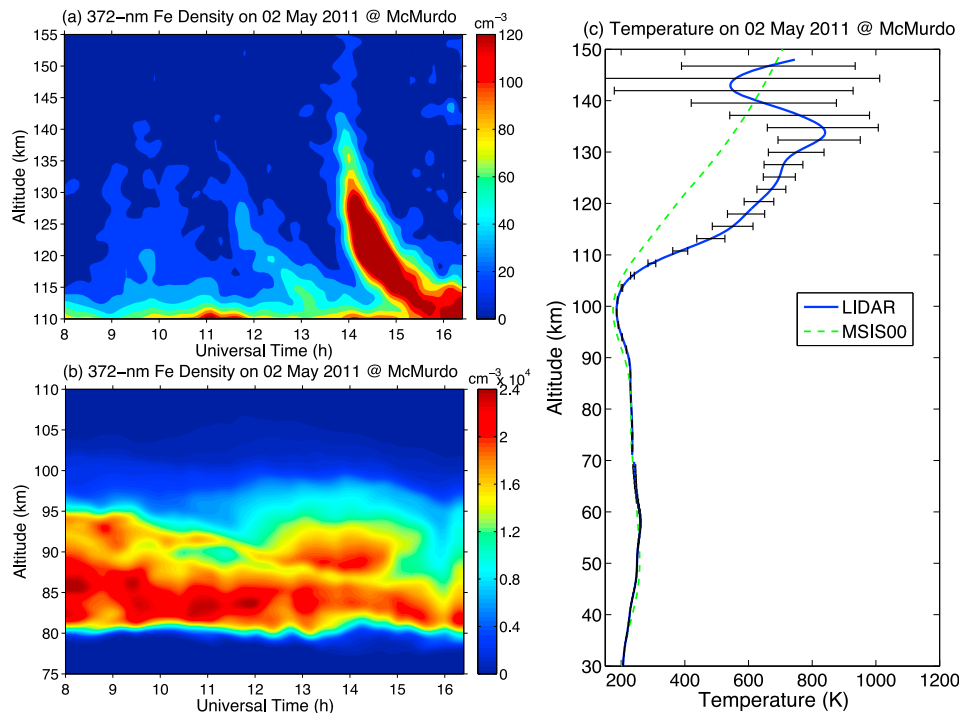 (a) 372-nm Fe Density on 02 May 2011 @ McMurdo
cm⁻³
Altitude (km)
155
150
145
140
135
130
125
120
115
110
8 9 10 11 12 13 14 15 16
Universal Time (h)
120
100
80
60
40
20
0
(b) 372-nm Fe Density on 02 May 2011 @ McMurdo
cm⁻³ x 10⁴
Altitude (km)
110
105
100
95
90
85
80
75
8 9 10 11 12 13 14 15 16
Universal Time (h)
2.4
2
1.6
1.2
0.8
0.4
0
(c) Temperature on 02 May 2011 @ McMurdo
Altitude (km)
150
140
130
120
110
100
90
80
70
60
50
40
30
LIDAR
MSIS00
200 400 600 800 1000 1200
Temperature (K)